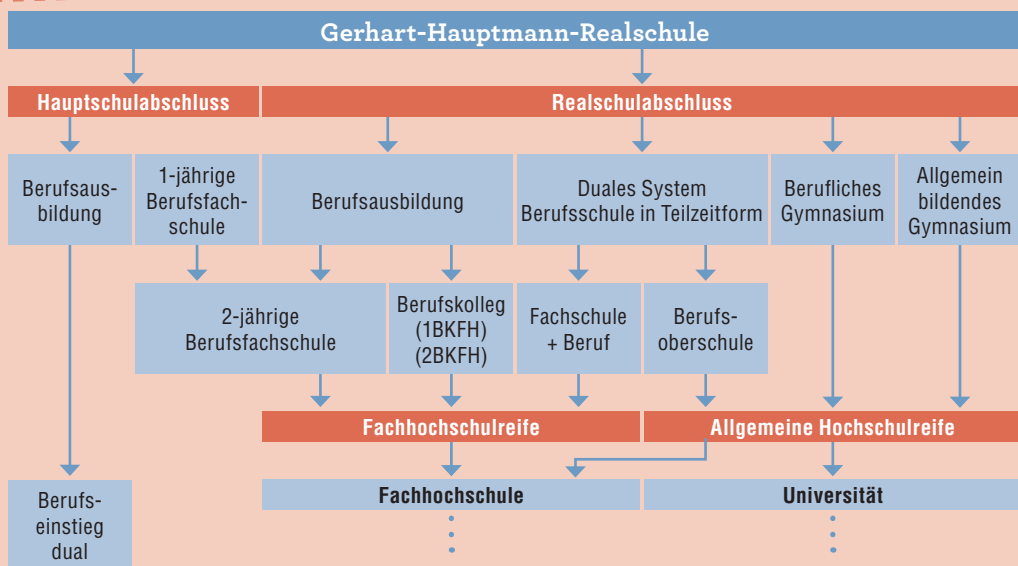 Gerhart-Hauptmann-Realschule
Hauptschulabschluss
Realschulabschluss
Berufsaus-
bildung
1-jährige
Berufsfach-
schule
Berufsausbildung
Duales System
Berufsschule in Teilzeitform
Berufliches
Gymnasium
Allgemein
bildendes
Gymnasium
2-jährige
Berufsfachschule
Berufskolleg
(1BKFH)
(2BKFH)
Fachschule
+ Beruf
Berufs-
oberschule
Fachhochschulreife
Allgemeine Hochschulreife
Berufs-
einstieg
dual
Fachhochschule
Universität